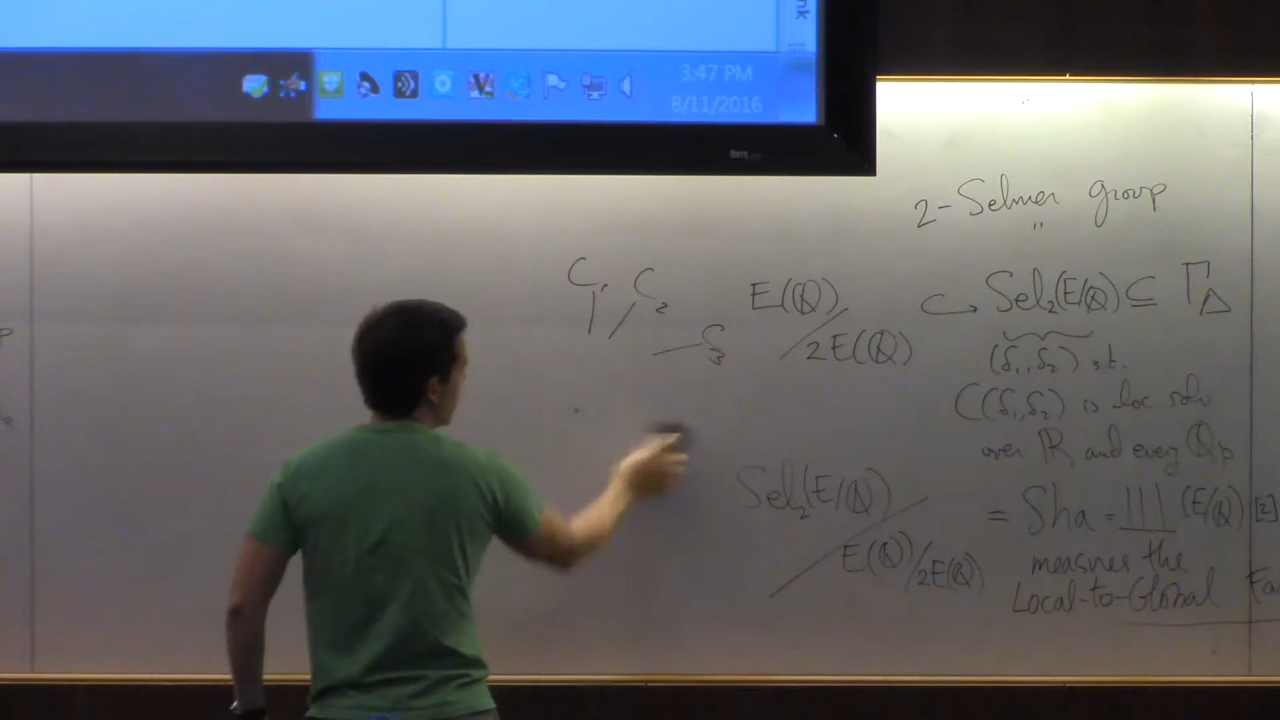 3:47 PM
8/11/2016
2-Selmer group
C₁ C₂ C₃
E(ℚ)/2E(ℚ) ↪ Sel₂(E/ℚ) ⊆ Γ_Δ
(δ₁,δ₂) s.t.
C(δ₁,δ₂) is loc solv
over ℝ and every ℚp
Sel₂(E/ℚ) / E(ℚ)/2E(ℚ) = Sha = Ш (E/ℚ)[2]
measures the
Local-to-Global